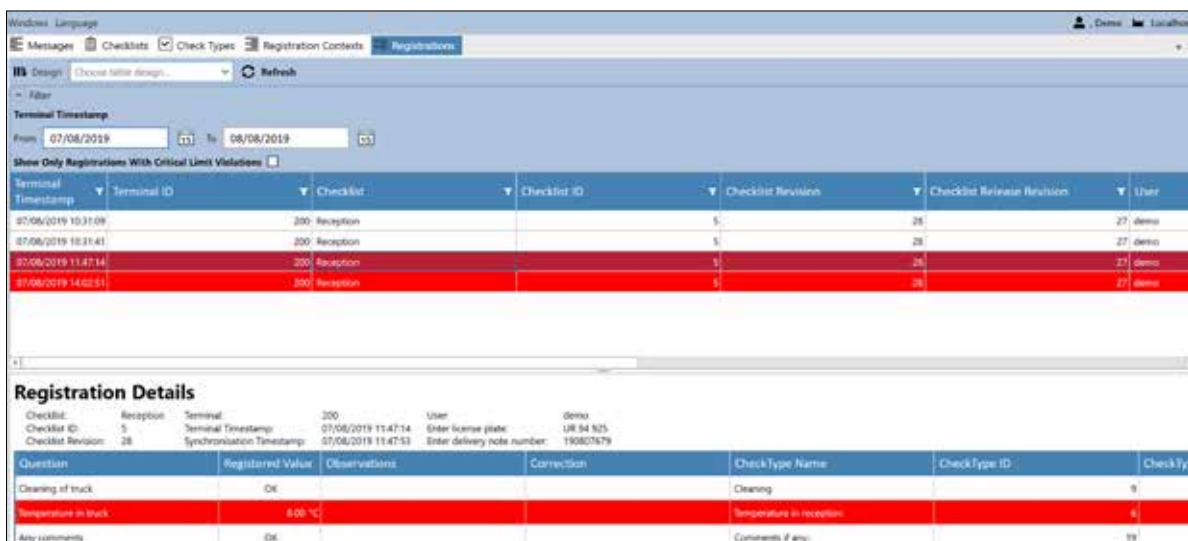 Windows Language
Demo Localhos
Messages Checklists Check Types Registration Contexts Registrations
Design Choose table design... Refresh
Filter
Terminal Timestamp
From 07/08/2019 15 To 08/08/2019 15
Show Only Registrations With Critical Limit Violations
Terminal Timestamp Terminal ID Checklist Checklist ID Checklist Revision Checklist Release Revision User
07/08/2019 10:31:09 200 Reception 5 28 27 demo
07/08/2019 10:31:41 200 Reception 5 28 27 demo
07/08/2019 11:47:14 200 Reception 5 28 27 demo
07/08/2019 14:02:51 200 Reception 5 28 27 demo
Registration Details
Checklist: Reception Terminal: 200 User demo
Checklist ID: 5 Terminal Timestamp: 07/08/2019 11:47:14 Enter license plate: UR 94 925
Checklist Revision: 28 Synchronisation Timestamp: 07/08/2019 11:47:53 Enter delivery note number: 190807679
Question Registered Value Observations Correction CheckType Name CheckType ID CheckTy
Cleaning of truck OK Cleaning 9
Temperature in truck 8.00 °C Temperature in reception 6
Any comments OK Comments if any: 19